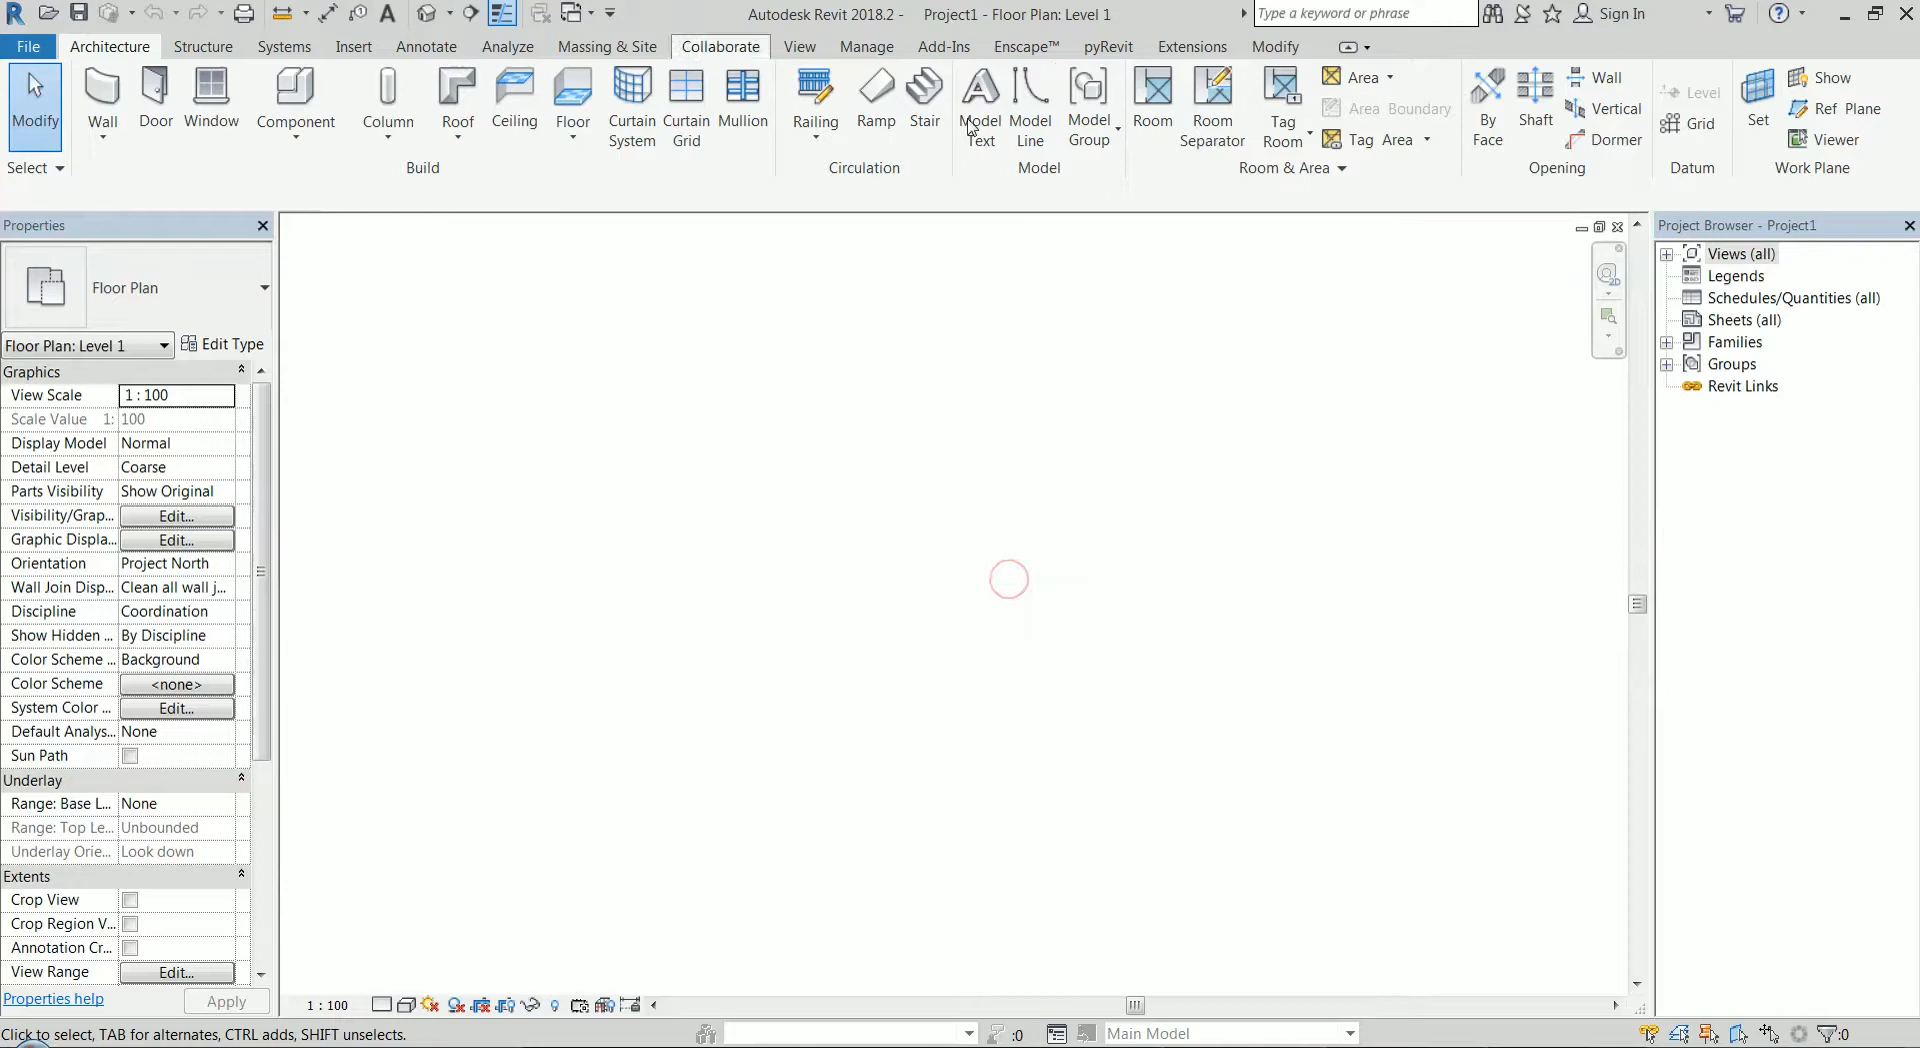 Autodesk Revit 2018.2 - Project1 - Floor Plan: Level 1
Type a keyword or phrase
Sign In
File Architecture Structure Systems Insert Annotate Analyze Massing & Site Collaborate View Manage Add-Ins Enscape™ pyRevit Extensions Modify
Modify
Wall
Door
Window
Component
Column
Roof
Ceiling
Floor
Curtain
System
Curtain
Grid
Mullion
Railing
Ramp
Stair
Model
Text
Model
Line
Model
Group
Room
Room
Separator
Tag
Room
Area
Area Boundary
Tag Area
By
Face
Shaft
Wall
Vertical
Dormer
Level
Grid
Set
Show
Ref Plane
Viewer
Select
Build
Circulation
Model
Room & Area
Opening
Datum
Work Plane
Properties
Floor Plan
Floor Plan: Level 1
Edit Type
Graphics
View Scale 1 : 100
Scale Value 1: 100
Display Model Normal
Detail Level Coarse
Parts Visibility Show Original
Visibility/Grap... Edit...
Graphic Displa... Edit...
Orientation Project North
Wall Join Disp... Clean all wall j...
Discipline Coordination
Show Hidden ... By Discipline
Color Scheme ... Background
Color Scheme <none>
System Color ... Edit...
Default Analys... None
Sun Path
Underlay
Range: Base L... None
Range: Top Le... Unbounded
Underlay Orie... Look down
Extents
Crop View
Crop Region V...
Annotation Cr...
View Range Edit...
Properties help
Apply
2D
Project Browser - Project1
Views (all)
Legends
Schedules/Quantities (all)
Sheets (all)
Families
Groups
Revit Links
1 : 100
Click to select, TAB for alternates, CTRL adds, SHIFT unselects.
:0
Main Model
:0